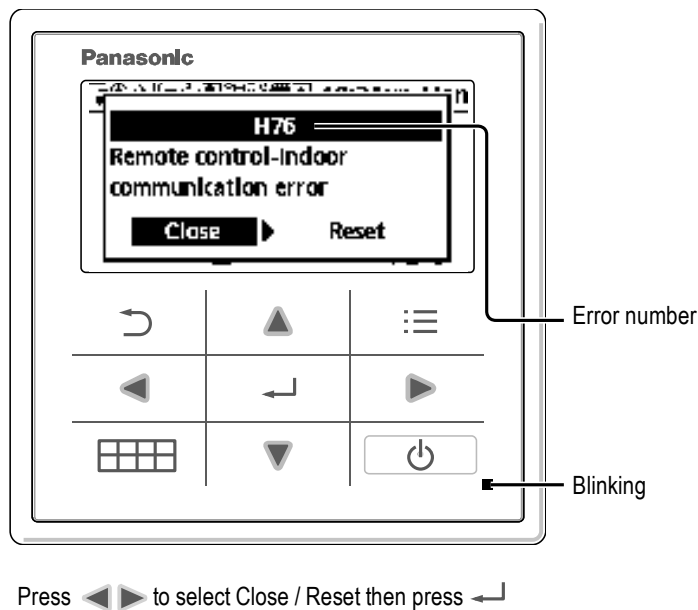 Panasonic
H76
Remote control-Indoor
communication error
Close Reset
Error number
Blinking
Press to select Close / Reset then press